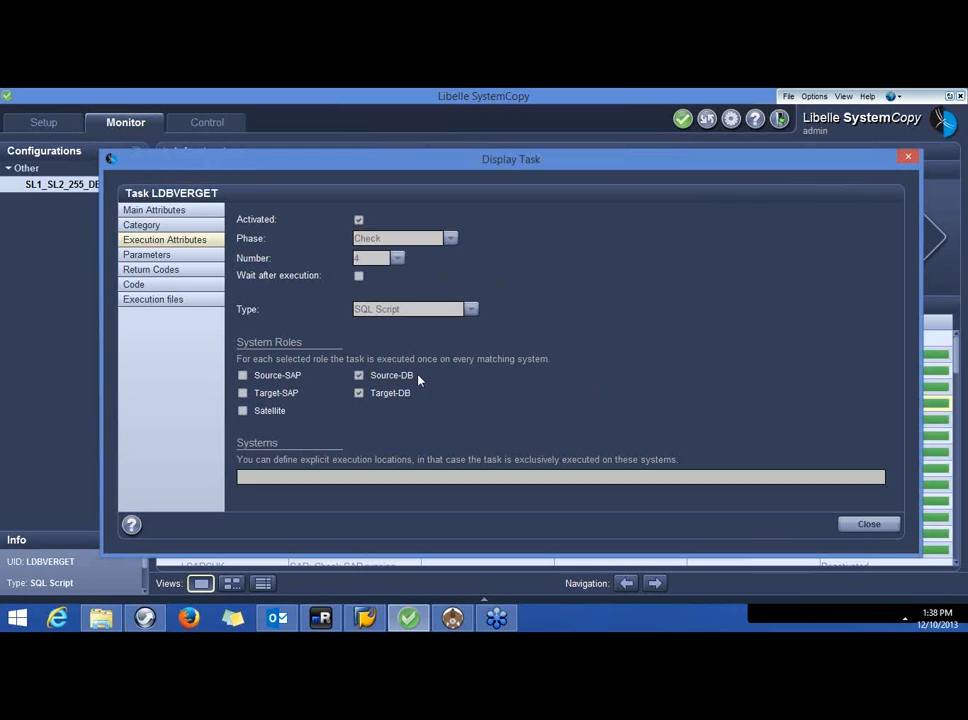 Libelle SystemCopy
File Options View Help
Setup Monitor Control
Libelle SystemCopy
admin
Configurations
Other
SL1_SL2_255_DE
Display Task
Task LDBVERGET
Main Attributes
Category
Execution Attributes
Parameters
Return Codes
Code
Execution files
Activated:
Phase: Check
Number: 4
Wait after execution:
Type: SQL Script
System Roles
For each selected role the task is executed once on every matching system.
Source-SAP Source-DB
Target-SAP Target-DB
Satellite
Systems
You can define explicit execution locations, in that case the task is exclusively executed on these systems.
Close
Info
UID: LDBVERGET
Type: SQL Script
Views: Navigation:
1:38 PM
12/10/2013